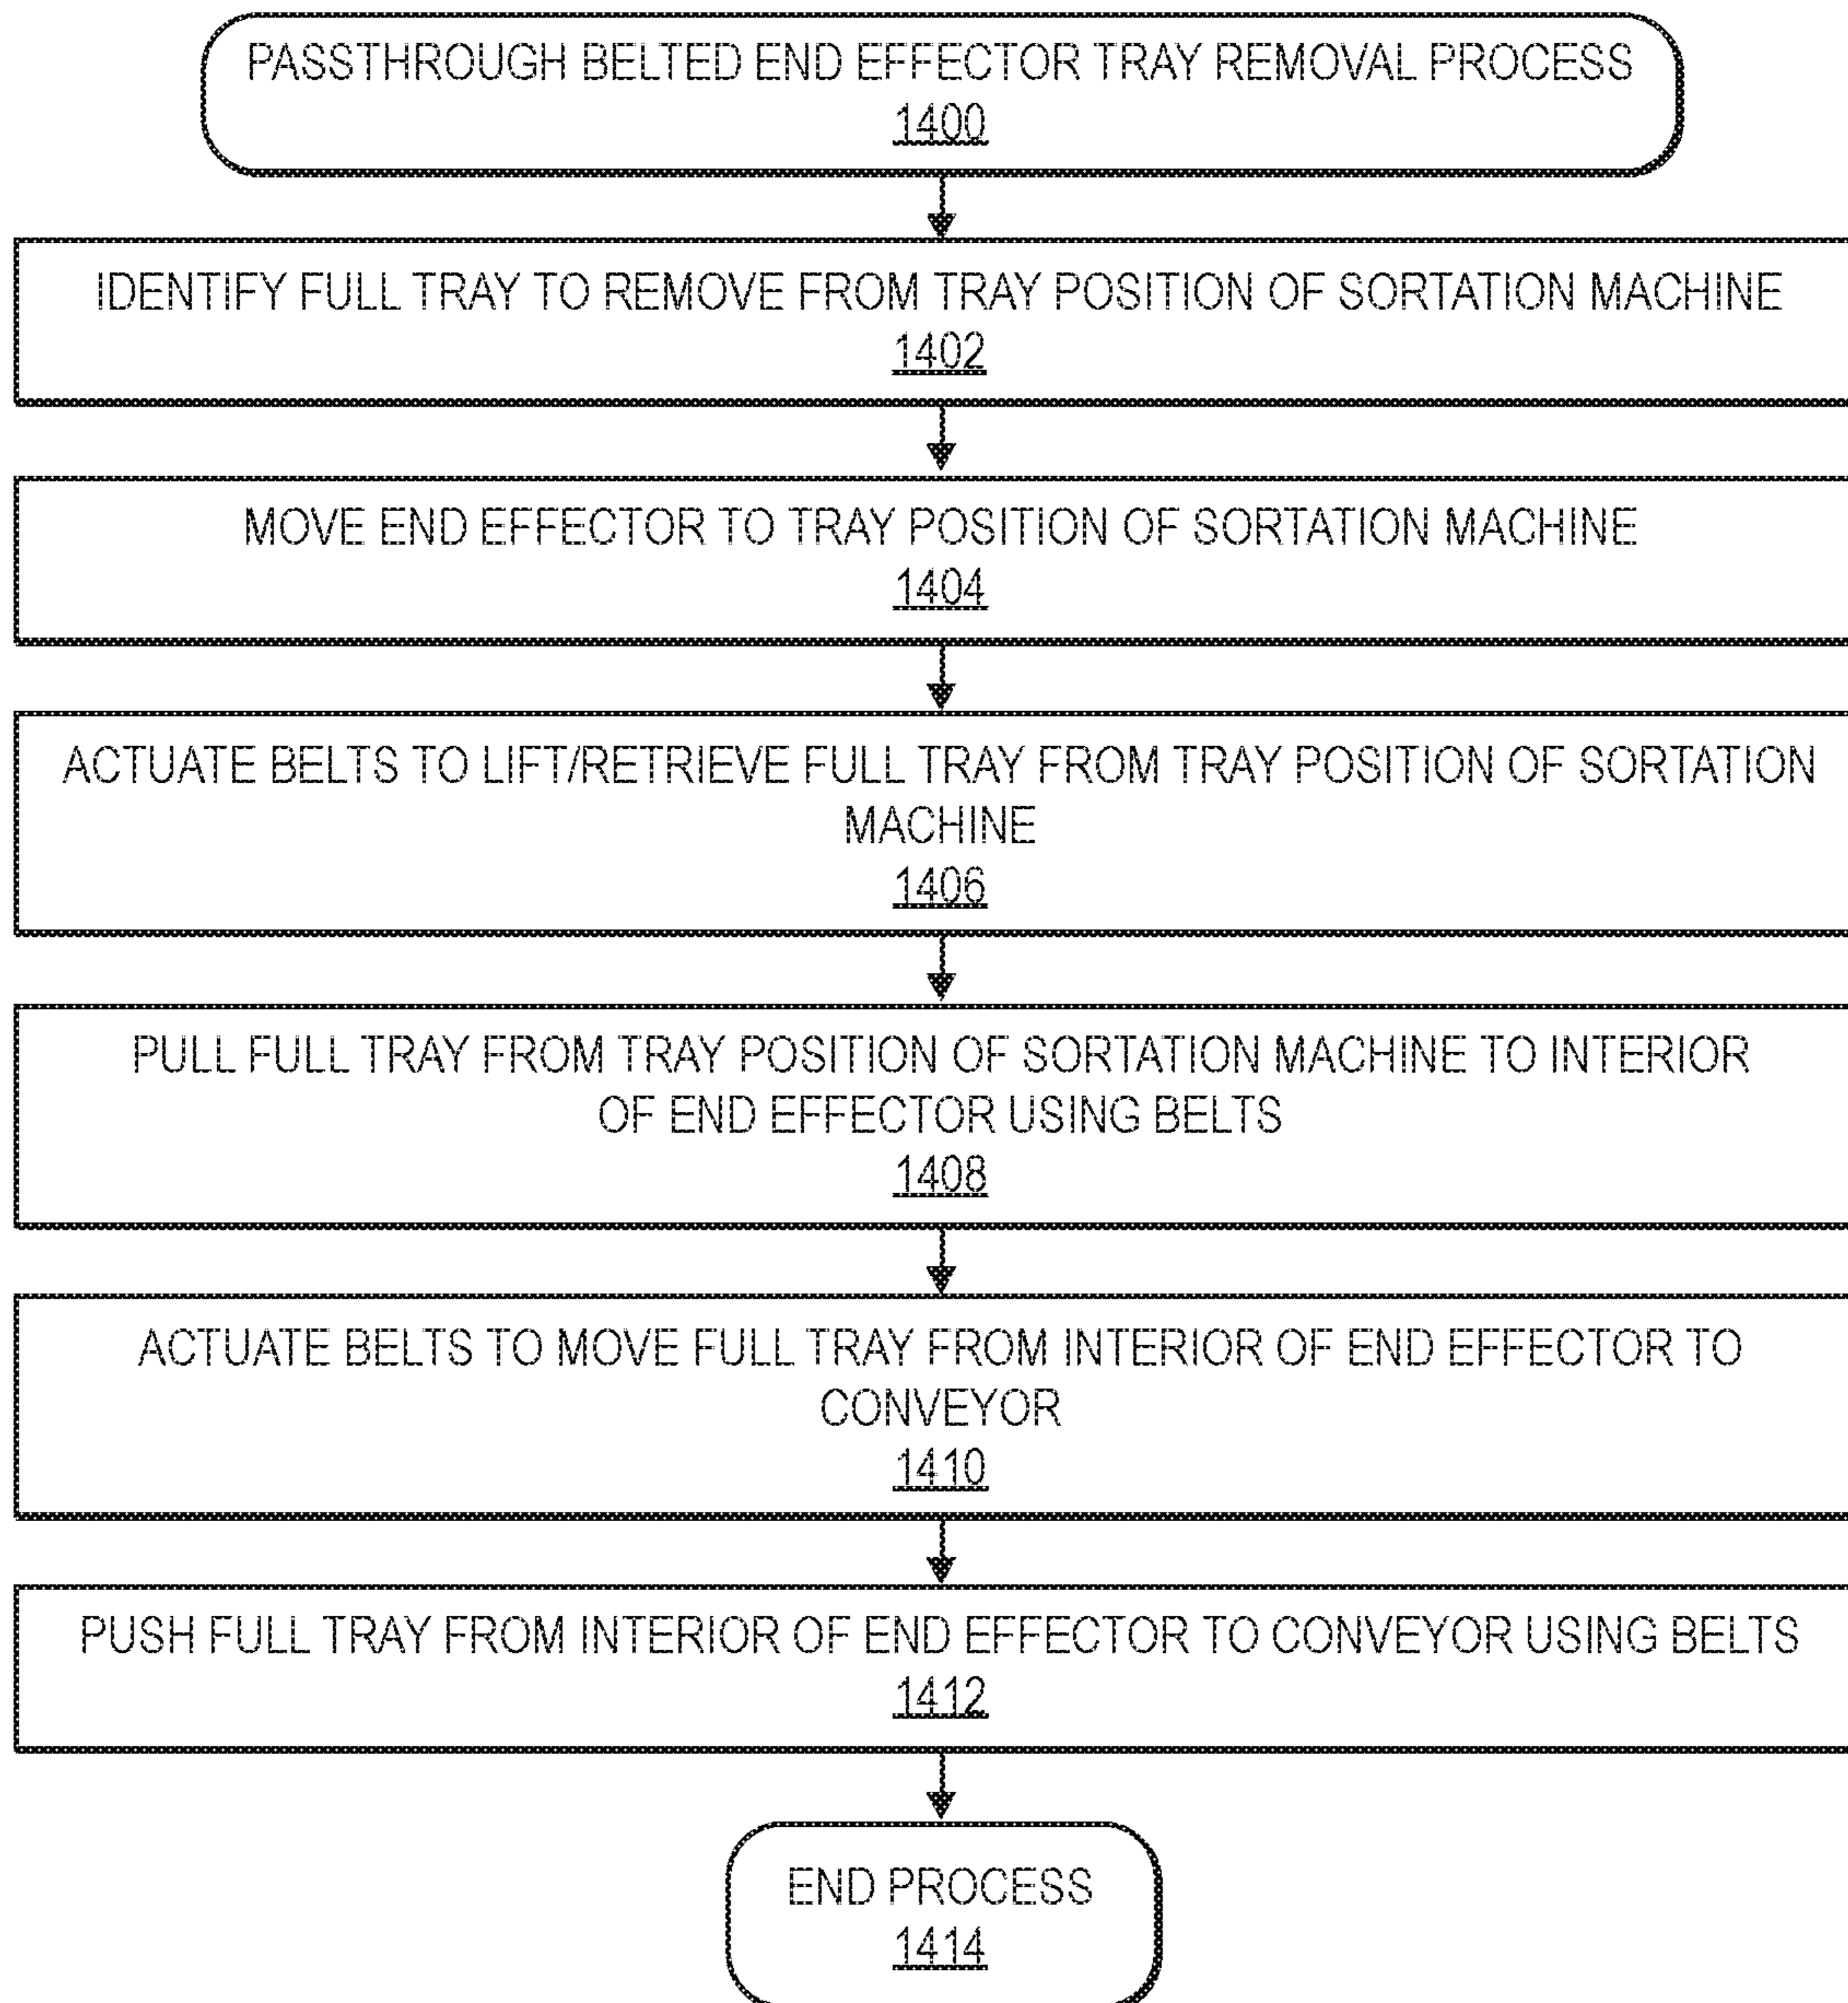 PASSTHROUGH BELTED END EFFECTOR TRAY REMOVAL PROCESS
1400
IDENTIFY FULL TRAY TO REMOVE FROM TRAY POSITION OF SORTATION MACHINE
1402
MOVE END EFFECTOR TO TRAY POSITION OF SORTATION MACHINE
1404
ACTUATE BELTS TO LIFT/RETRIEVE FULL TRAY FROM TRAY POSITION OF SORTATION
MACHINE
1406
PULL FULL TRAY FROM TRAY POSITION OF SORTATION MACHINE TO INTERIOR
OF END EFFECTOR USING BELTS
1408
ACTUATE BELTS TO MOVE FULL TRAY FROM INTERIOR OF END EFFECTOR TO
CONVEYOR
1410
PUSH FULL TRAY FROM INTERIOR OF END EFFECTOR TO CONVEYOR USING BELTS
1412
END PROCESS
1414